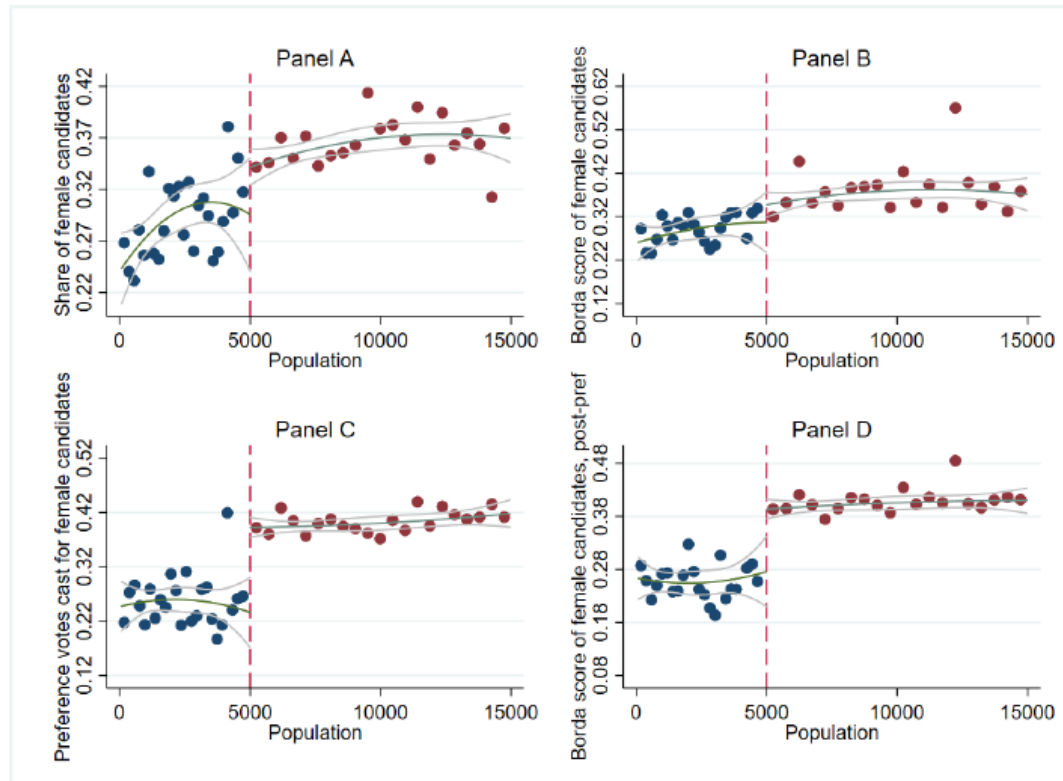 Panel A
Share of female candidates
0.42
0.37
0.32
0.27
0.22
0 5000 10000 15000
Population
Panel B
Borda score of female candidates
0.62
0.52
0.42
0.32
0.22
0.12
0 5000 10000 15000
Population
Panel C
Preference votes cast for female candidates
0.52
0.42
0.32
0.22
0.12
0 5000 10000 15000
Population
Panel D
Borda score of female candidates, post-pref
0.48
0.38
0.28
0.18
0.08
0 5000 10000 15000
Population